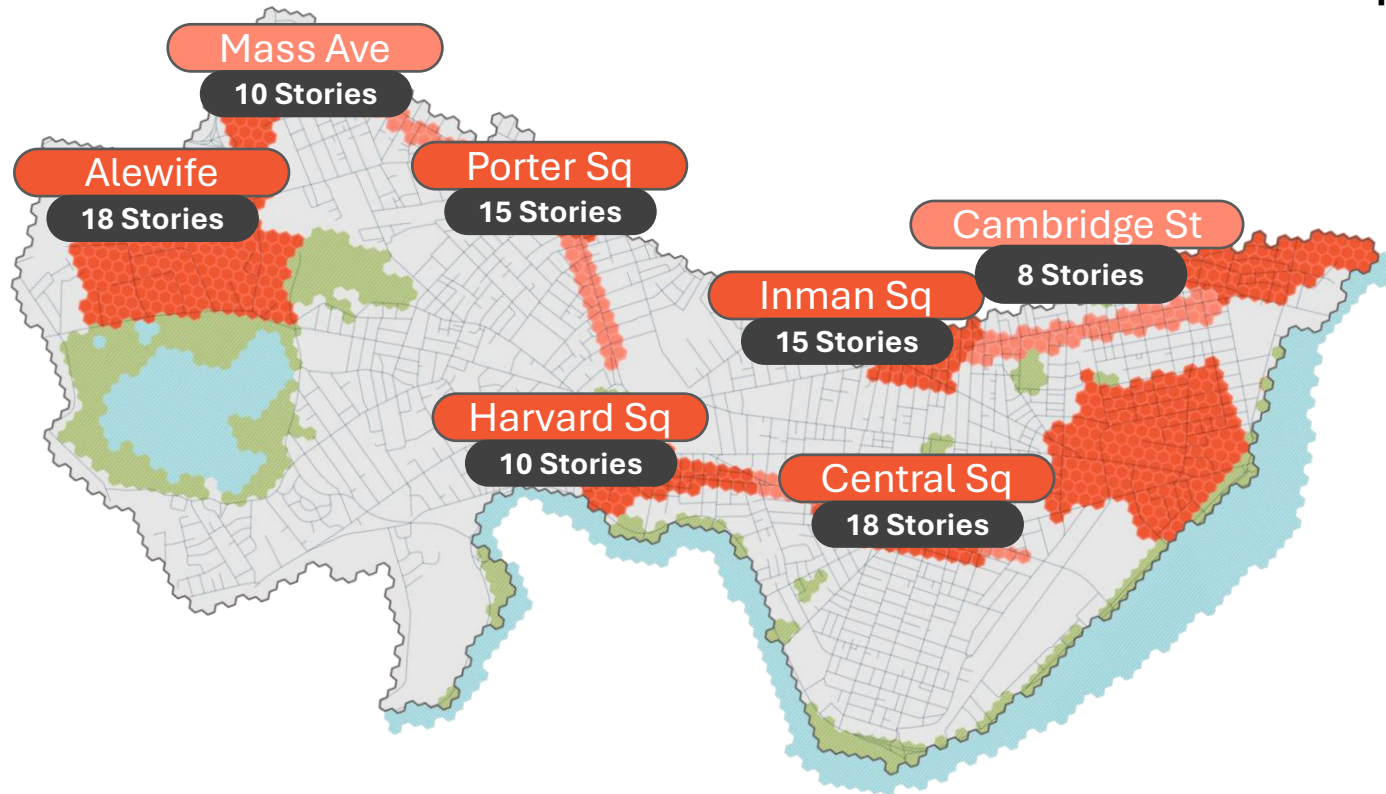 Mass Ave
10 Stories
Alewife
18 Stories
Porter Sq
15 Stories
Cambridge St
8 Stories
Inman Sq
15 Stories
Harvard Sq
10 Stories
Central Sq
18 Stories